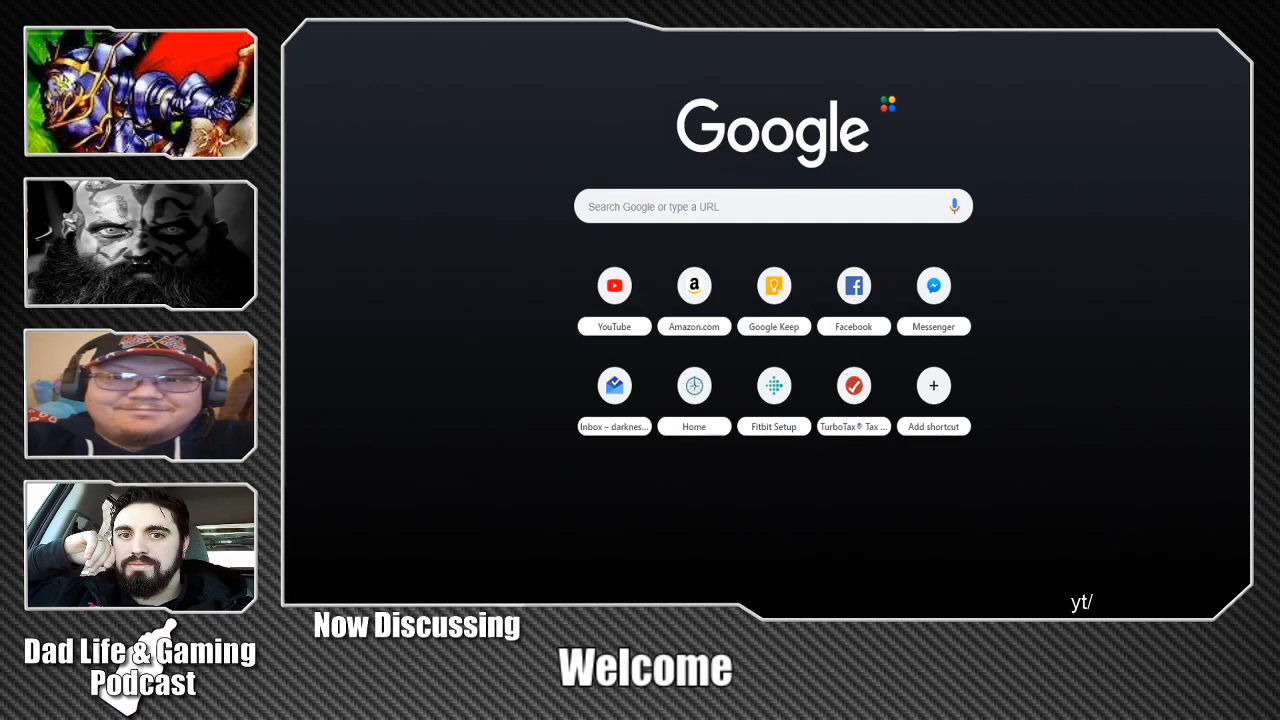 Google
Search Google or type a URL
YouTube
Amazon.com
Google Keep
Facebook
Messenger
Inbox – darknes...
Home
Fitbit Setup
TurboTax® Tax ...
Add shortcut
yt/
Now Discussing
Welcome
Dad Life & Gaming
Podcast